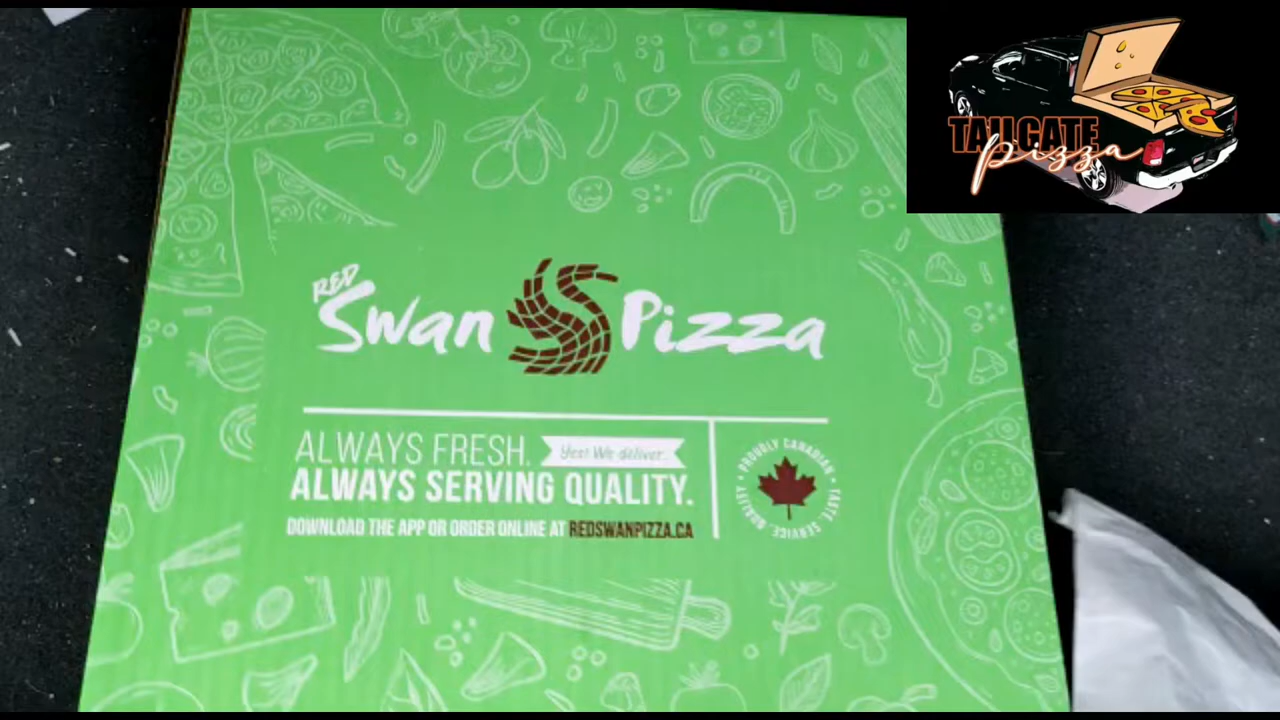 TAILGATE
pizza
RED
Swan Pizza
ALWAYS FRESH. Yes! We deliver.
ALWAYS SERVING QUALITY.
DOWNLOAD THE APP OR ORDER ONLINE AT REDSWANPIZZA.CA
• PROUDLY CANADIAN • TASTE. SERVICE. QUALITY